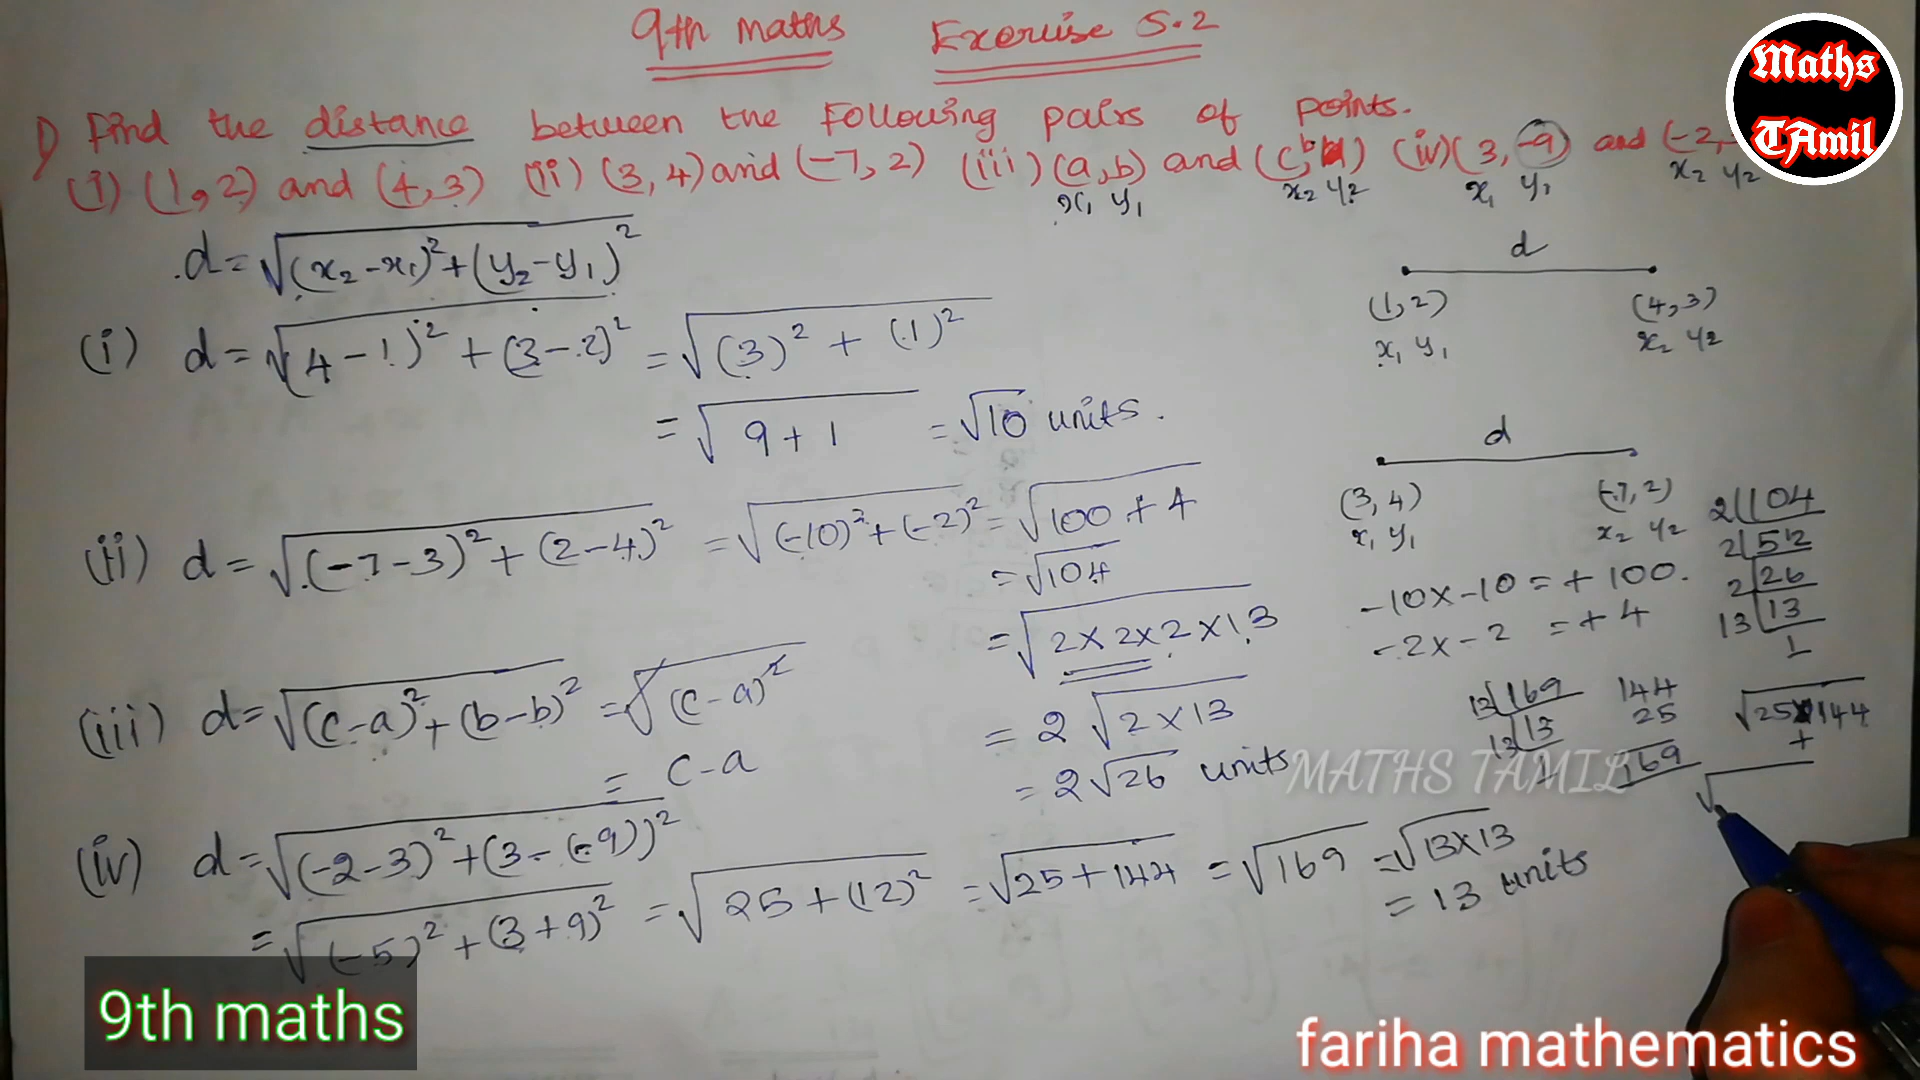 9th maths Exercise 5.2
Maths
TAmil
1) Find the distance between the Following pairs of points.
(i) (1,2) and (4,3) (ii) (3,4) and (-7,2) (iii) (a,b) and (c,b) (iv) (3,-9) and (-2,
x₁ y₁ x₂ y₂ x₁ y₁ x₂ y₂
d = √(x₂-x₁)²+(y₂-y₁)²
d
(1,2) (4,3)
x₁ y₁ x₂ y₂
(i) d = √(4-1)² + (3-2)² = √(3)² + (1)²
= √9+1 = √10 units.
d
(3,4) (-7,2)
x₁ y₁ x₂ y₂
(ii) d = √(-7-3)² + (2-4)² = √(-10)²+(-2)² = √100+4
= √104
= √2×2×2×13
= 2√2×13
= 2√26 units
-10×-10 = +100.
-2×-2 = +4
2|104
2|52
2|26
13|13
1
(iii) d = √(c-a)²+(b-b)² = √(c-a)²
= c-a
13|169
13|13
1
144
25
169
√25 144
+
√
MATHS TAMIL
(iv) d = √(-2-3)²+(3-(-9))²
= √(-5)²+(3+9)² = √25+(12)² = √25+144 = √169 = √13×13
= 13 units
9th maths
fariha mathematics